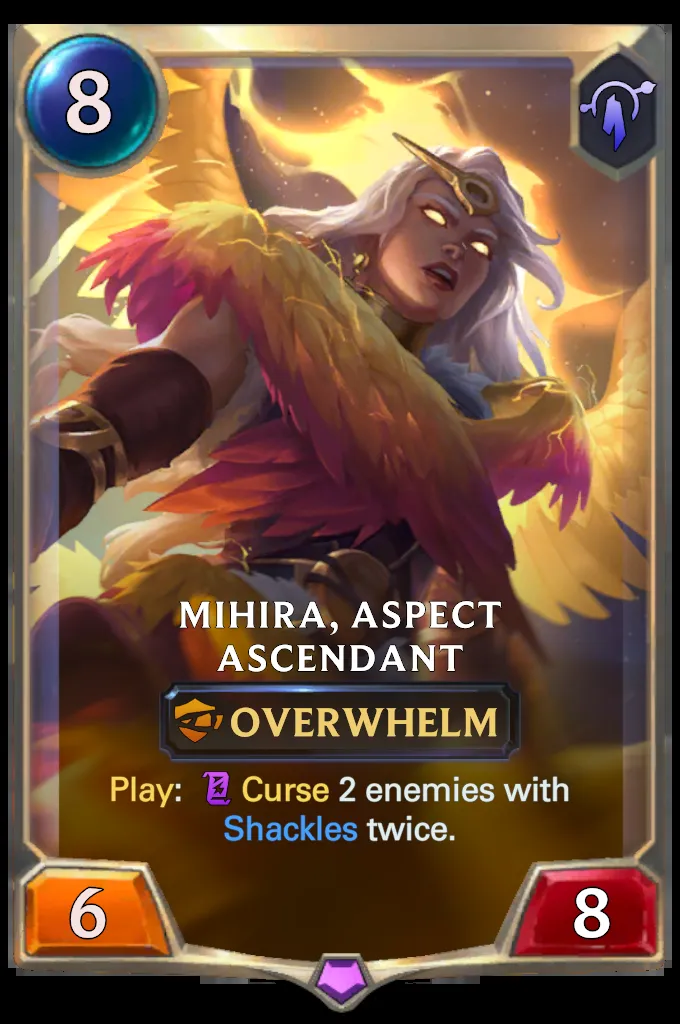 8
MIHIRA, ASPECT
ASCENDANT
OVERWHELM
Play: Curse 2 enemies with
Shackles twice.
6 8